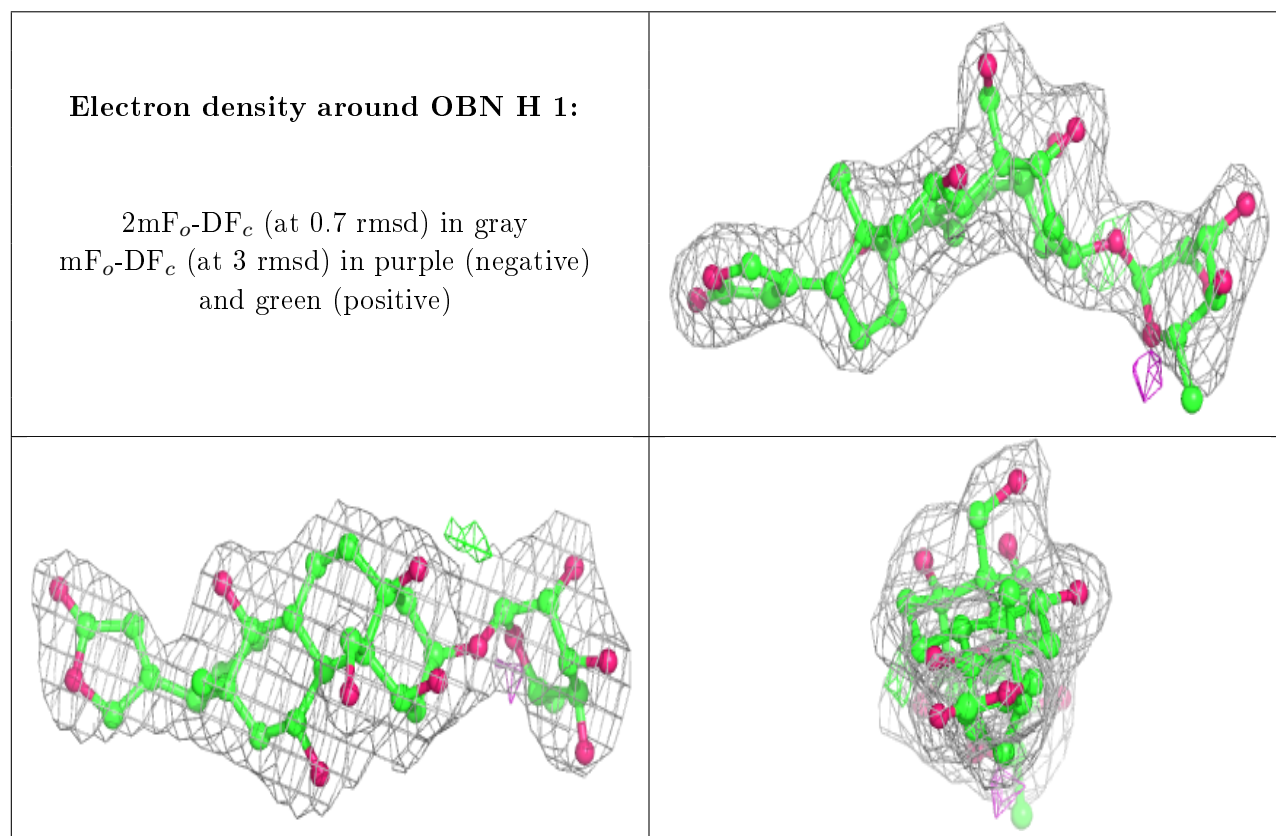 Electron density around OBN H 1:
2mFo-DFc (at 0.7 rmsd) in gray
mFo-DFc (at 3 rmsd) in purple (negative)
and green (positive)